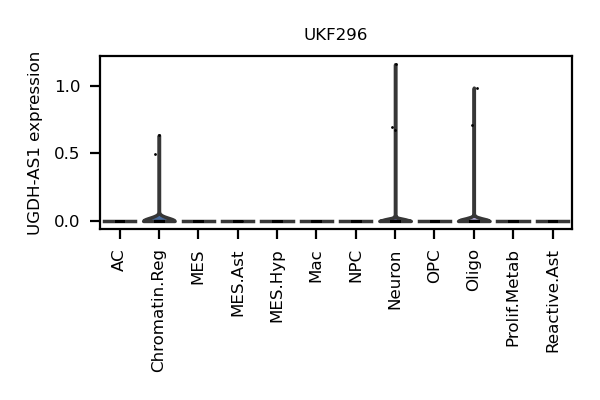 UKF296
UGDH-AS1 expression
1.0
0.5
0.0
AC
Chromatin.Reg
MES
MES.Ast
MES.Hyp
Mac
NPC
Neuron
OPC
Oligo
Prolif.Metab
Reactive.Ast